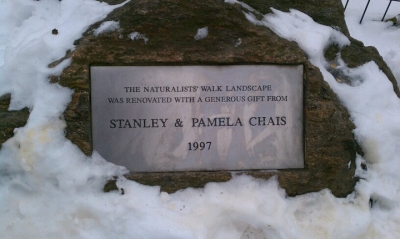 THE NATURALISTS' WALK LANDSCAPE
WAS RENOVATED WITH A GENEROUS GIFT FROM
STANLEY & PAMELA CHAIS
1997